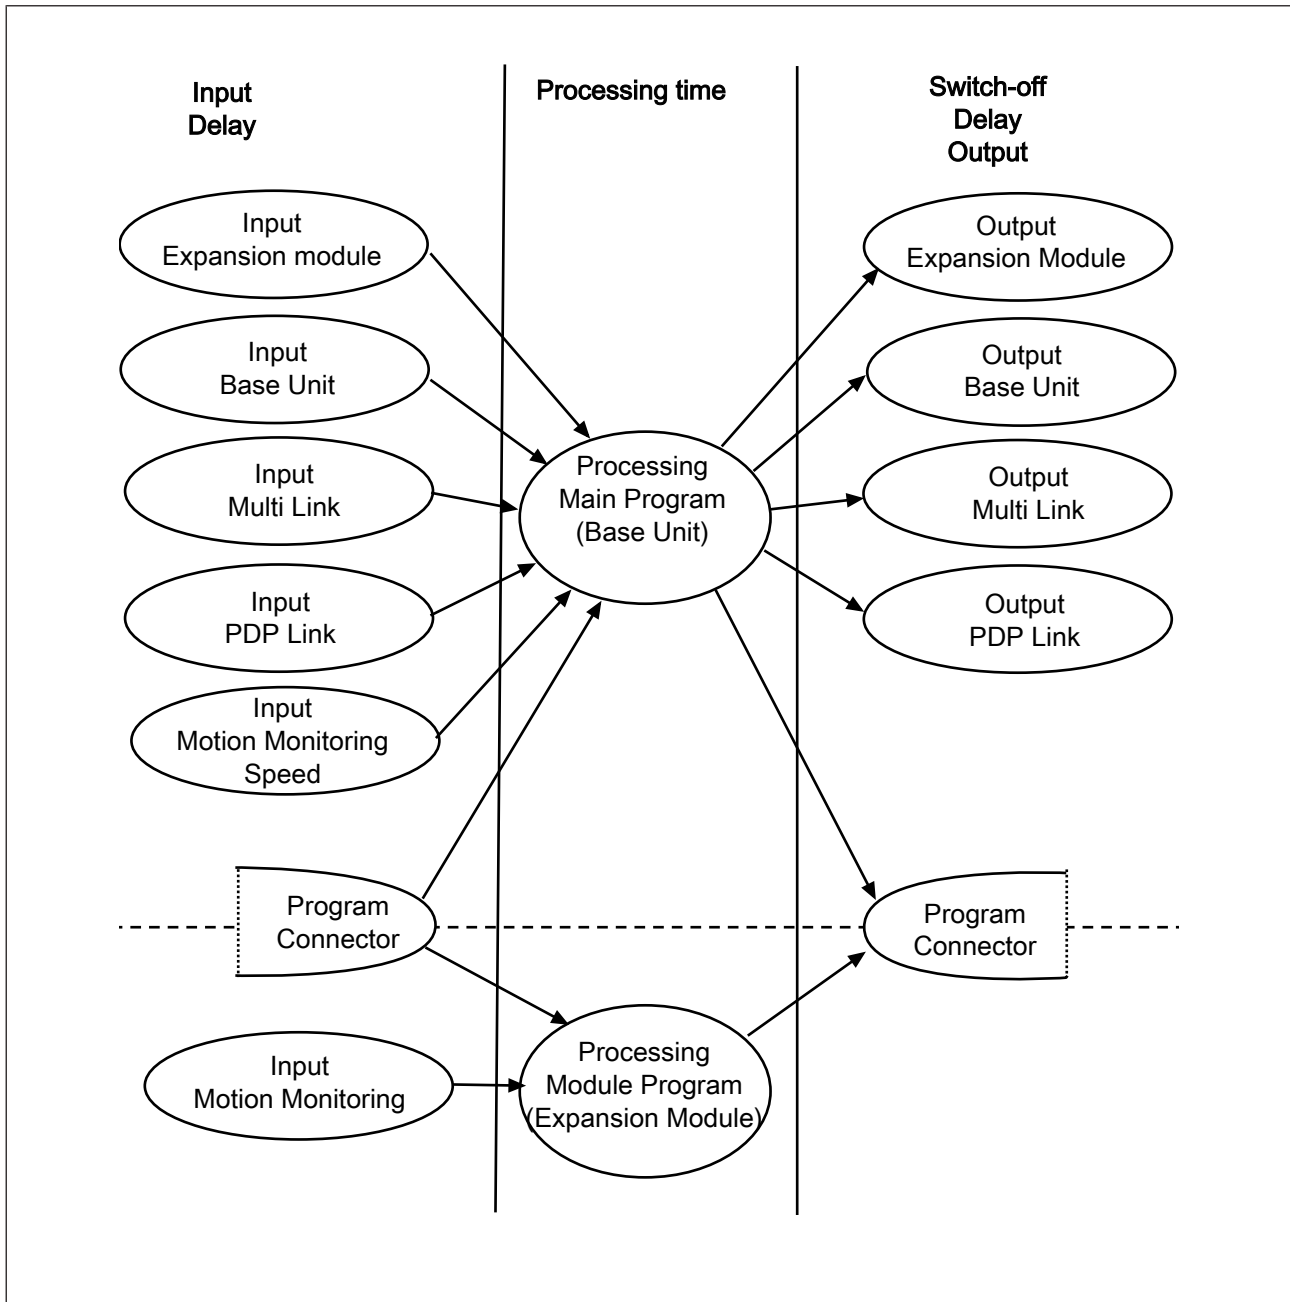 Input
Delay
Processing time
Switch-off
Delay
Output
Input
Expansion module
Input
Base Unit
Input
Multi Link
Input
PDP Link
Input
Motion Monitoring
Speed
Program
Connector
Input
Motion Monitoring
Processing
Main Program
(Base Unit)
Processing
Module Program
(Expansion Module)
Output
Expansion Module
Output
Base Unit
Output
Multi Link
Output
PDP Link
Program
Connector